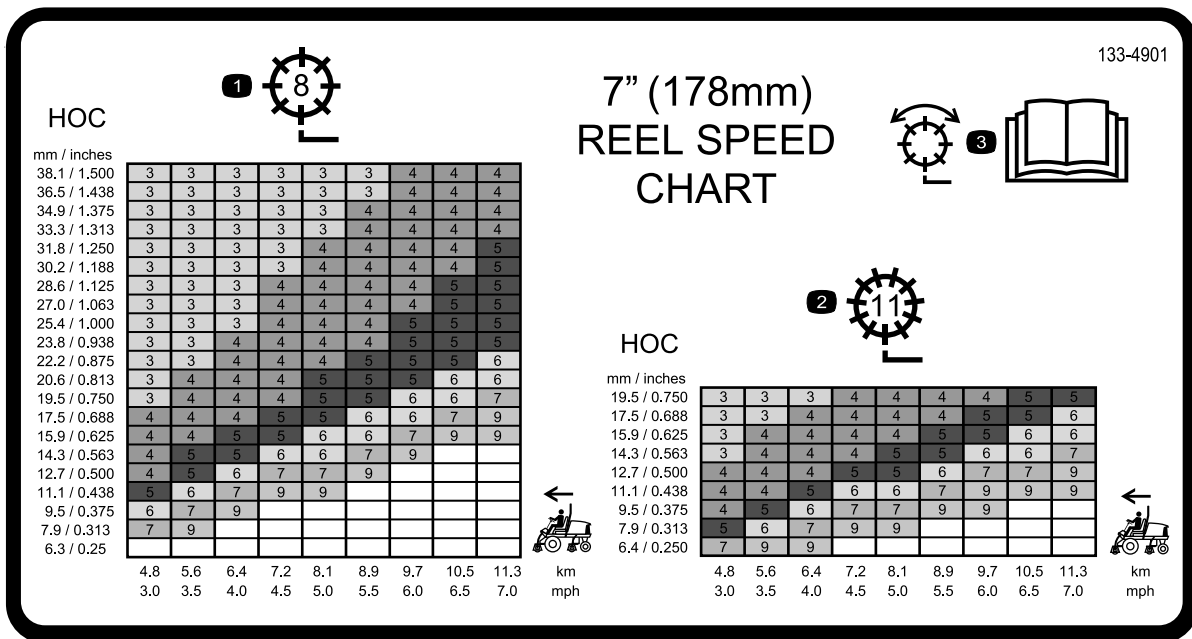 133-4901
7” (178mm)
REEL SPEED
CHART
1
8
HOC
mm / inches
38.1 / 1.500 3 3 3 3 3 3 4 4 4
36.5 / 1.438 3 3 3 3 3 3 4 4 4
34.9 / 1.375 3 3 3 3 3 4 4 4 4
33.3 / 1.313 3 3 3 3 3 4 4 4 4
31.8 / 1.250 3 3 3 3 4 4 4 4 5
30.2 / 1.188 3 3 3 3 4 4 4 4 5
28.6 / 1.125 3 3 3 4 4 4 4 5 5
27.0 / 1.063 3 3 3 4 4 4 4 5 5
25.4 / 1.000 3 3 3 4 4 4 5 5 5
23.8 / 0.938 3 3 4 4 4 4 5 5 5
22.2 / 0.875 3 3 4 4 4 5 5 5 6
20.6 / 0.813 3 4 4 4 5 5 5 6 6
19.5 / 0.750 3 4 4 4 5 5 6 6 7
17.5 / 0.688 4 4 4 5 5 6 6 7 9
15.9 / 0.625 4 4 5 5 6 6 7 9 9
14.3 / 0.563 4 5 5 6 6 7 9
12.7 / 0.500 4 5 6 7 7 9
11.1 / 0.438 5 6 7 9 9
9.5 / 0.375 6 7 9
7.9 / 0.313 7 9
6.3 / 0.25
4.8 5.6 6.4 7.2 8.1 8.9 9.7 10.5 11.3 km
3.0 3.5 4.0 4.5 5.0 5.5 6.0 6.5 7.0 mph
3
2
11
HOC
mm / inches
19.5 / 0.750 3 3 3 4 4 4 4 5 5
17.5 / 0.688 3 3 4 4 4 4 5 5 6
15.9 / 0.625 3 4 4 4 4 5 5 6 6
14.3 / 0.563 3 4 4 4 5 5 6 6 7
12.7 / 0.500 4 4 4 5 5 6 7 7 9
11.1 / 0.438 4 4 5 6 6 7 9 9 9
9.5 / 0.375 4 5 6 7 7 9 9
7.9 / 0.313 5 6 7 9 9
6.4 / 0.250 7 9 9
4.8 5.6 6.4 7.2 8.1 8.9 9.7 10.5 11.3 km
3.0 3.5 4.0 4.5 5.0 5.5 6.0 6.5 7.0 mph